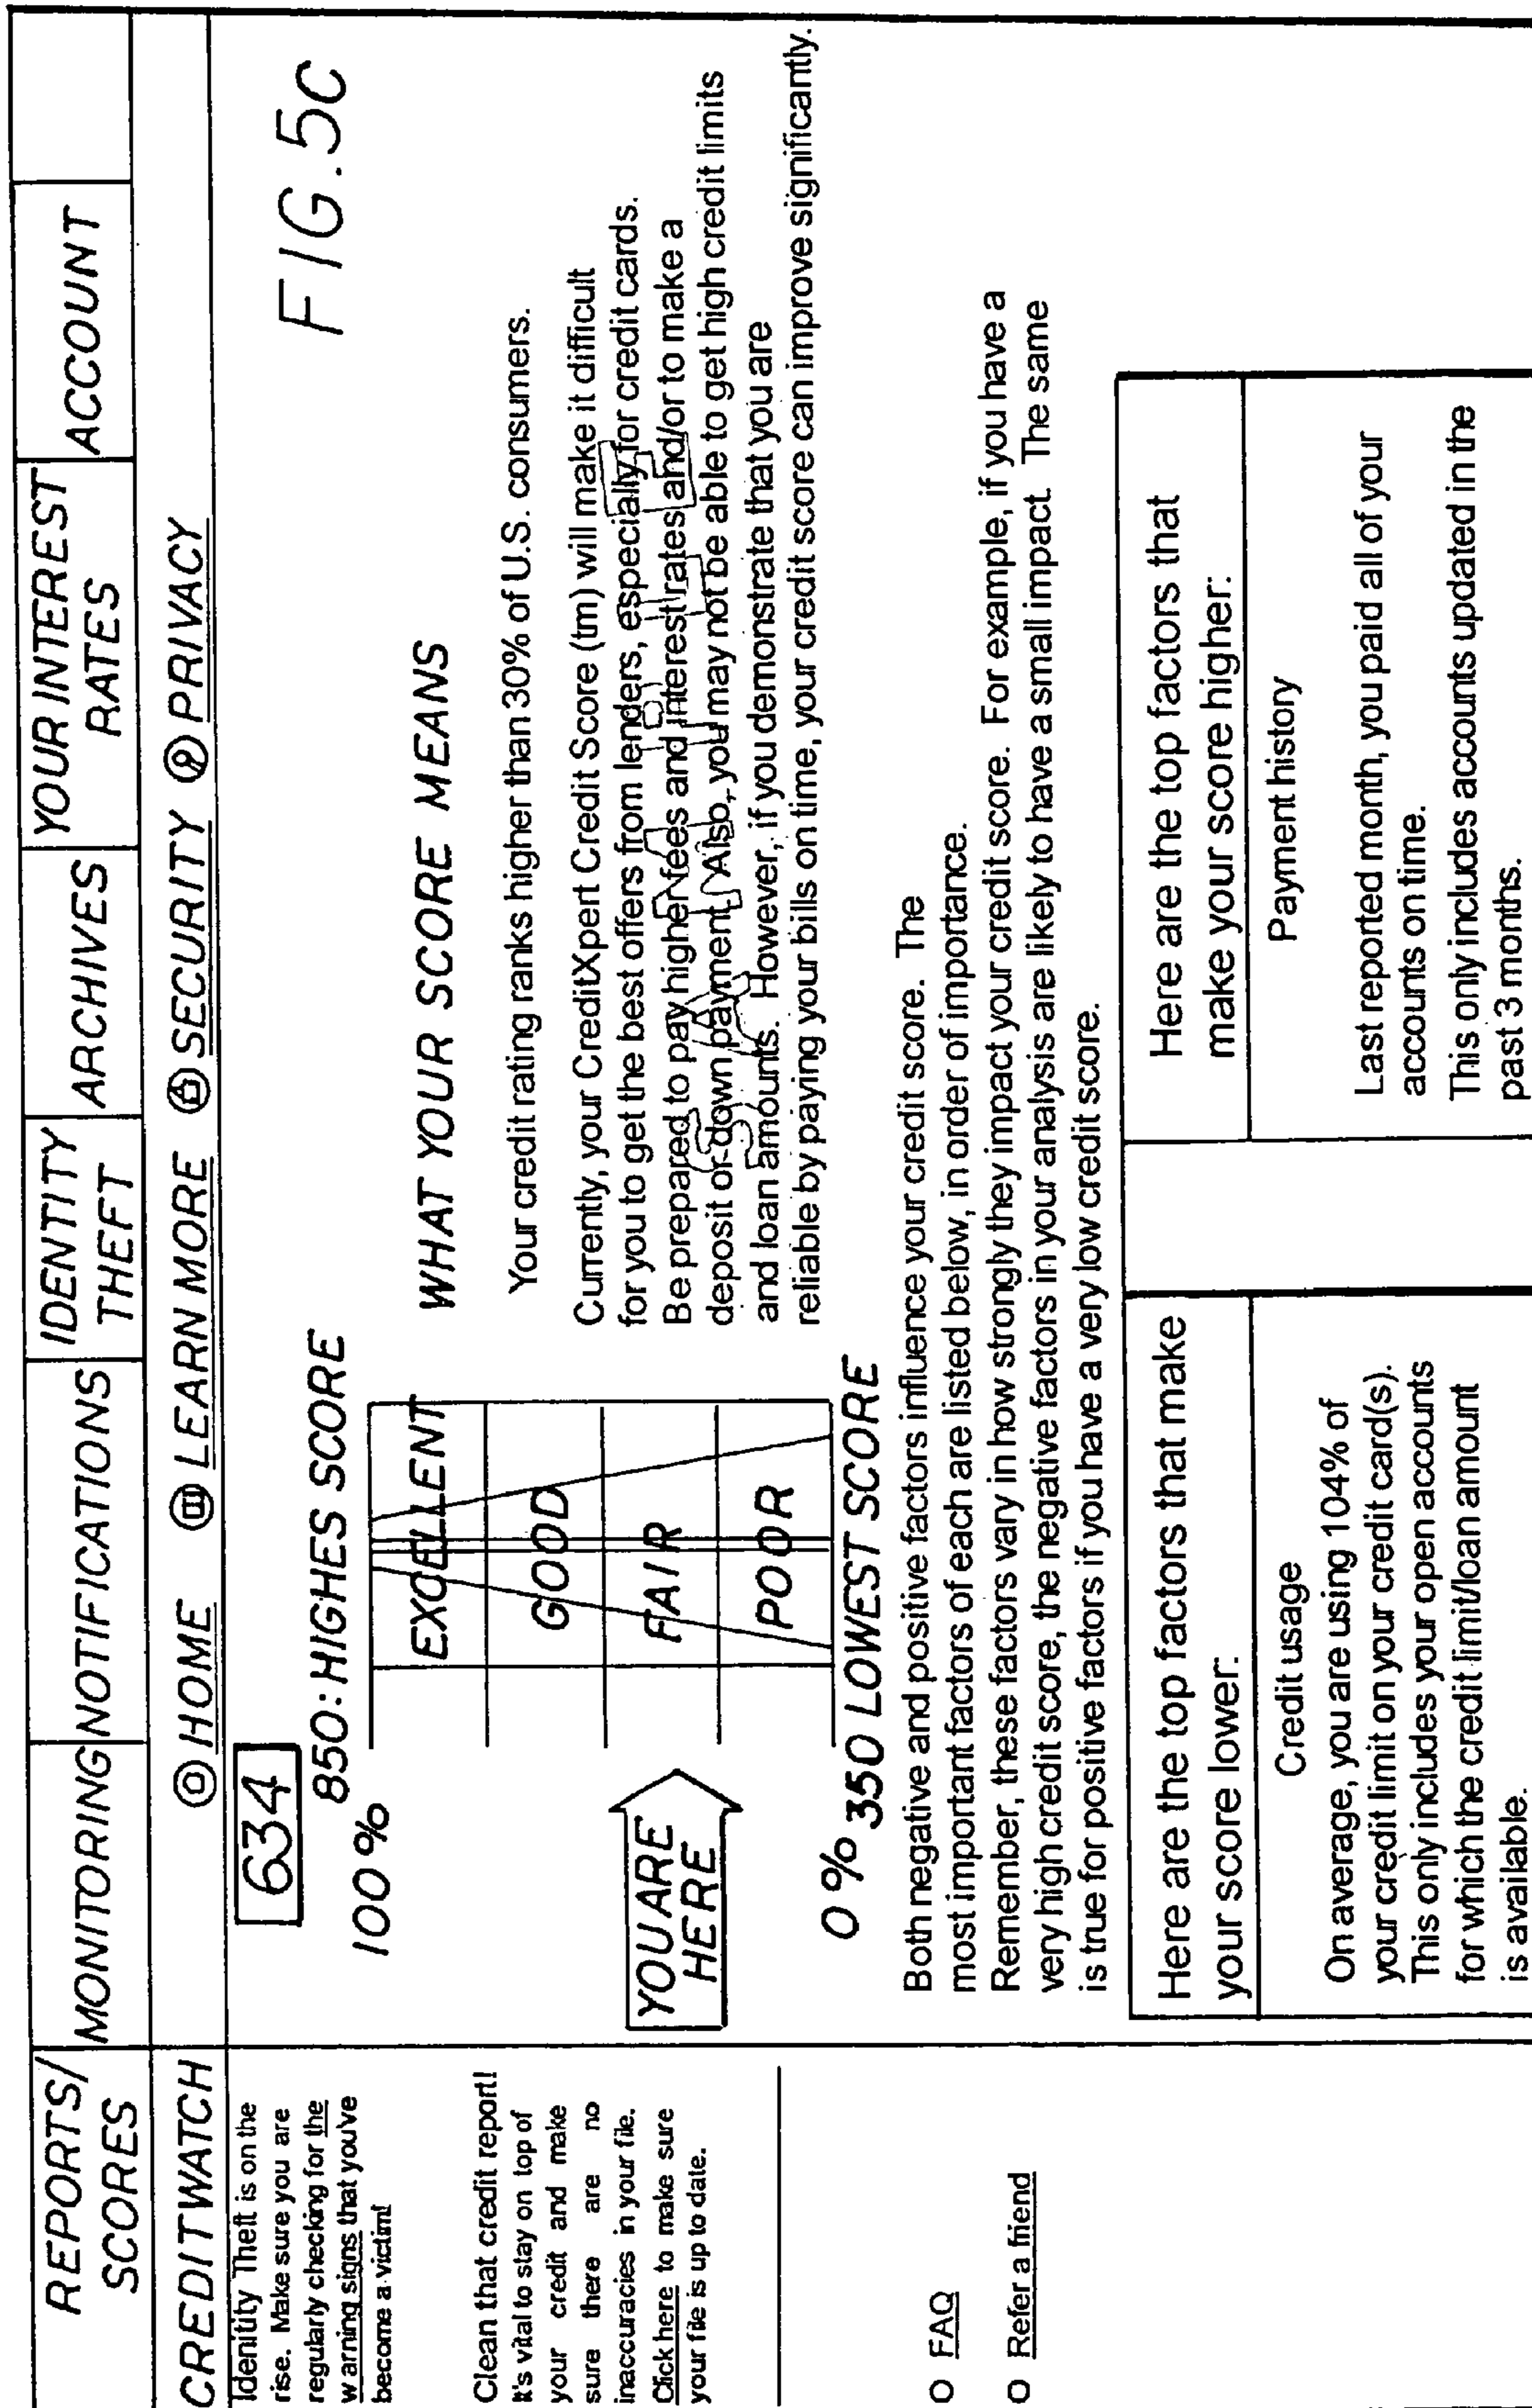 REPORTS/
SCORES
MONITORING
NOTIFICATIONS
IDENTITY
THEFT
ARCHIVES
YOUR INTEREST
RATES
ACCOUNT
CREDITWATCH
HOME
LEARN MORE
SECURITY
PRIVACY
Idenitity Theft is on the
rise. Make sure you are
regularly checking for the
warning signs that you've
become a victim!
Clean that credit report!
It's vital to stay on top of
your credit and make
sure there are no
inaccuracies in your file.
Click here to make sure
your file is up to date.
O FAQ
O Refer a friend
FIG.5C
634
850: HIGHES SCORE
100%
EXCELLENT
GOOD
FAIR
POOR
YOU ARE
HERE
0% 350 LOWEST SCORE
WHAT YOUR SCORE MEANS
Your credit rating ranks higher than 30% of U.S. consumers.
Currently, your CreditXpert Credit Score (tm) will make it difficult
for you to get the best offers from lenders, especially for credit cards.
Be prepared to pay higher fees and interest rates and/or to make a
deposit or down payment. Also, you may not be able to get high credit limits
and loan amounts. However, if you demonstrate that you are
reliable by paying your bills on time, your credit score can improve significantly.
Both negative and positive factors influence your credit score. The
most important factors of each are listed below, in order of importance.
Remember, these factors vary in how strongly they impact your credit score. For example, if you have a
very high credit score, the negative factors in your analysis are likely to have a small impact. The same
is true for positive factors if you have a very low credit score.
Here are the top factors that make
your score lower:
Credit usage
On average, you are using 104% of
your credit limit on your credit card(s).
This only includes your open accounts
for which the credit limit/loan amount
is available.
Here are the top factors that
make your score higher:
Payment history
Last reported month, you paid all of your
accounts on time.
This only includes accounts updated in the
past 3 months.